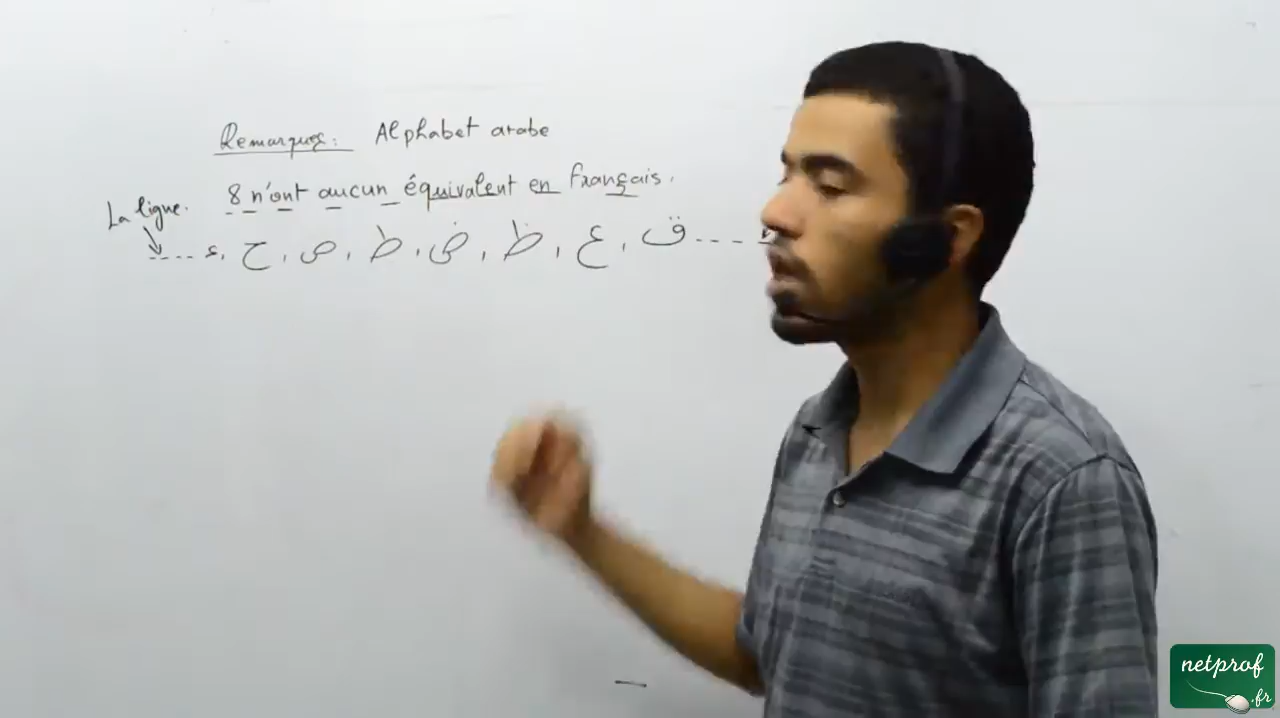 Remarques: Alphabet arabe
8 n'ont aucun équivalent en français.
La ligne.
ء, ح, ص, ط, ض, ظ, ع, ق
netprof
.fr